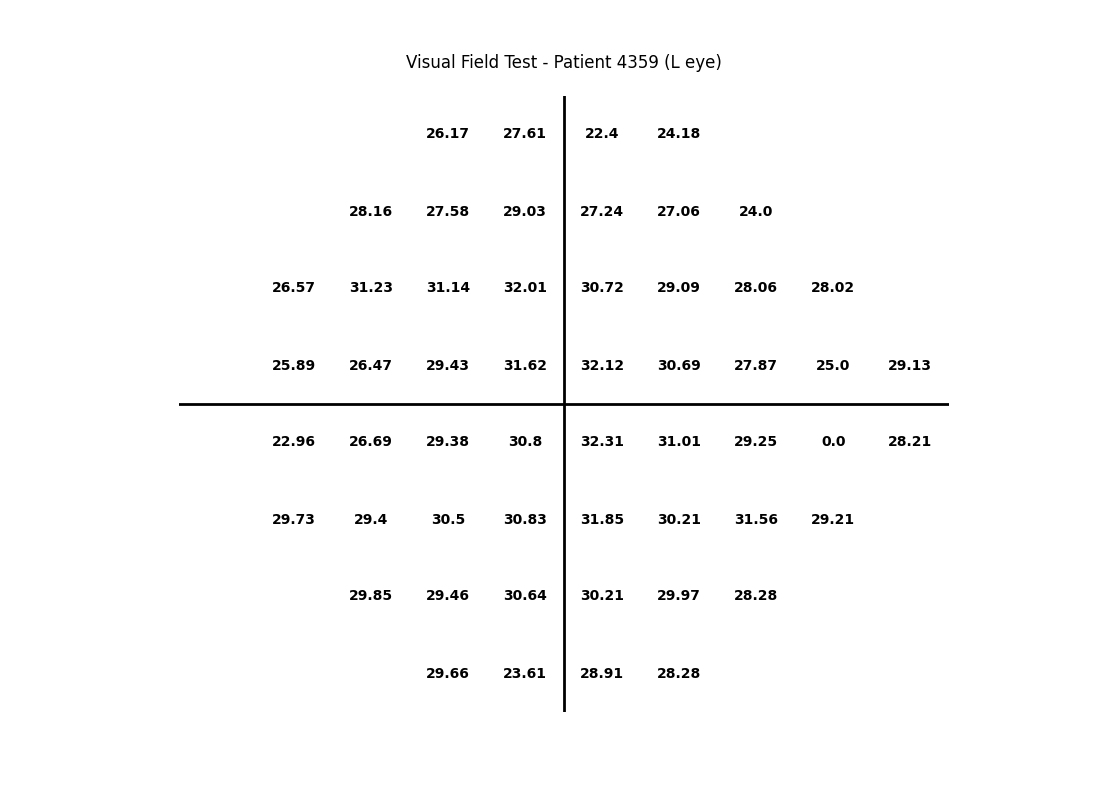 Visual Field Test - Patient 4359 (L eye)
26.17 27.61 22.4 24.18
28.16 27.58 29.03 27.24 27.06 24.0
26.57 31.23 31.14 32.01 30.72 29.09 28.06 28.02
25.89 26.47 29.43 31.62 32.12 30.69 27.87 25.0 29.13
22.96 26.69 29.38 30.8 32.31 31.01 29.25 0.0 28.21
29.73 29.4 30.5 30.83 31.85 30.21 31.56 29.21
29.85 29.46 30.64 30.21 29.97 28.28
29.66 23.61 28.91 28.28